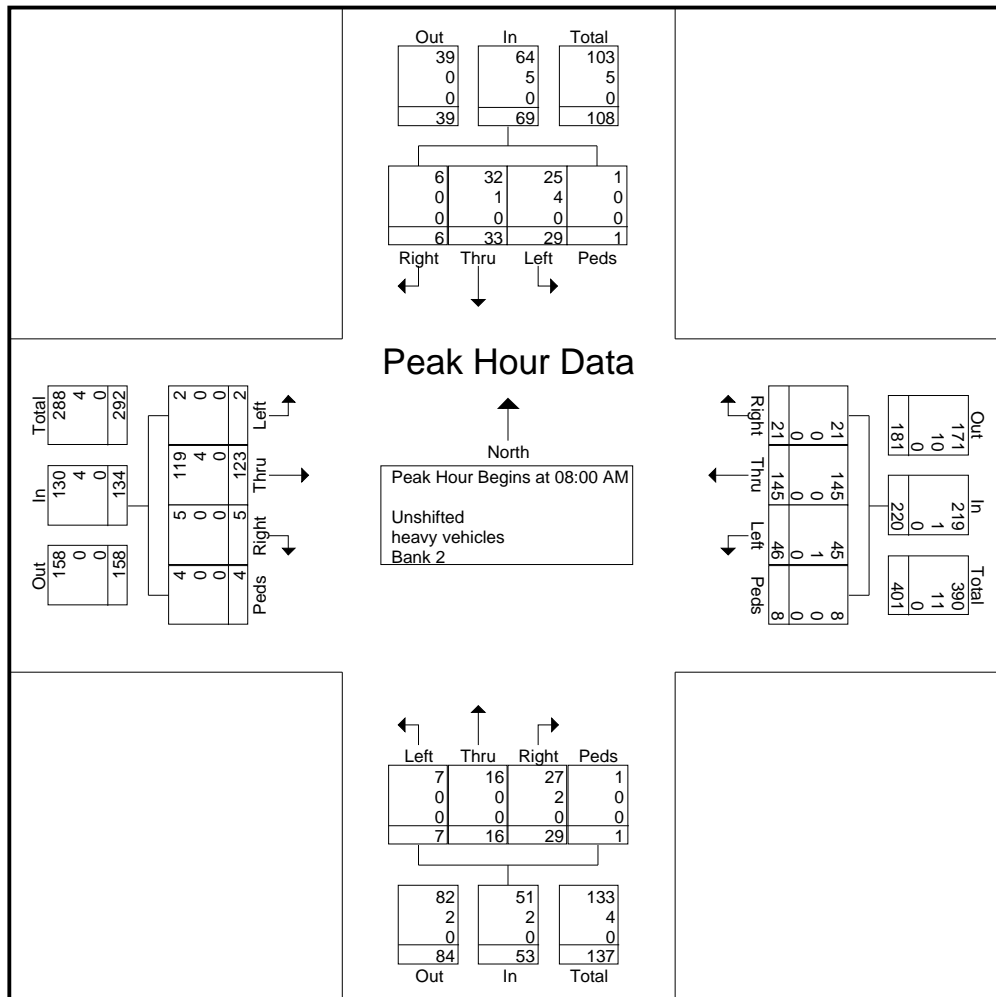 Out In Total
39 64 103
0 5 5
0 0 0
39 69 108
6 32 25 1
0 1 4 0
0 0 0 0
6 33 29 1
Right Thru Left Peds
Peak Hour Data
North
Peak Hour Begins at 08:00 AM
Unshifted
heavy vehicles
Bank 2
Total
288
4
0
292
In
130
4
0
134
Out
158
0
0
158
Left
2
0
0
2
Thru
119
4
0
123
Right
5
0
0
5
Peds
4
0
0
4
Right
21
0
0
21
Thru
145
0
0
145
Left
45
1
0
46
Peds
8
0
0
8
Out
171
10
0
181
In
219
1
0
220
Total
390
11
0
401
Left Thru Right Peds
7 16 27 1
0 0 2 0
0 0 0 0
7 16 29 1
82 51 133
2 2 4
0 0 0
84 53 137
Out In Total